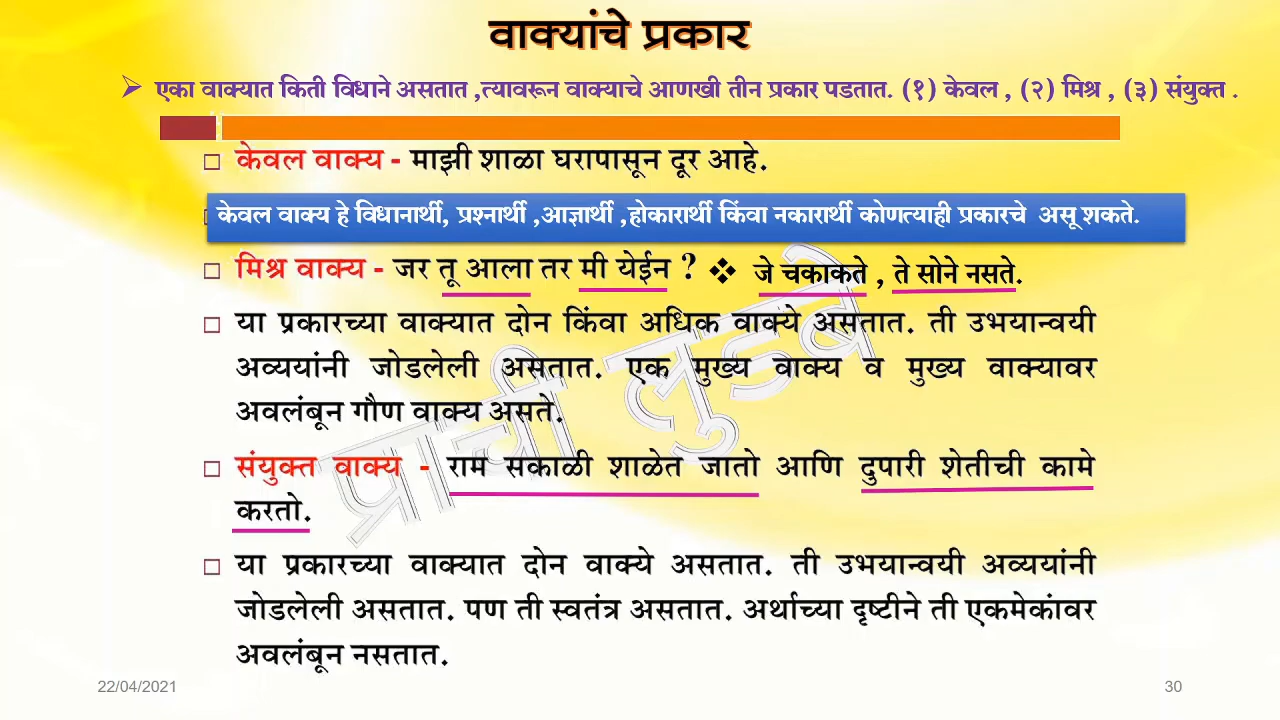 वाक्यांचे प्रकार
➢ एका वाक्यात किती विधाने असतात ,त्यावरून वाक्याचे आणखी तीन प्रकार पडतात. (१) केवल , (२) मिश्र , (३) संयुक्त .
□ केवल वाक्य - माझी शाळा घरापासून दूर आहे.
केवल वाक्य हे विधानार्थी, प्रश्नार्थी ,आज्ञार्थी ,होकारार्थी किंवा नकारार्थी कोणत्याही प्रकारचे असू शकते.
□ मिश्र वाक्य - जर तू आला तर मी येईन ? ❖ जे चकाकते , ते सोने नसते.
□ या प्रकारच्या वाक्यात दोन किंवा अधिक वाक्ये असतात. ती उभयान्वयी
अव्ययांनी जोडलेली असतात. एक मुख्य वाक्य व मुख्य वाक्यावर
अवलंबून गौण वाक्य असते.
□ संयुक्त वाक्य - राम सकाळी शाळेत जातो आणि दुपारी शेतीची कामे
करतो.
□ या प्रकारच्या वाक्यात दोन वाक्ये असतात. ती उभयान्वयी अव्ययांनी
जोडलेली असतात. पण ती स्वतंत्र असतात. अर्थाच्या दृष्टीने ती एकमेकांवर
अवलंबून नसतात.
प्राची लुडबे
22/04/2021
30